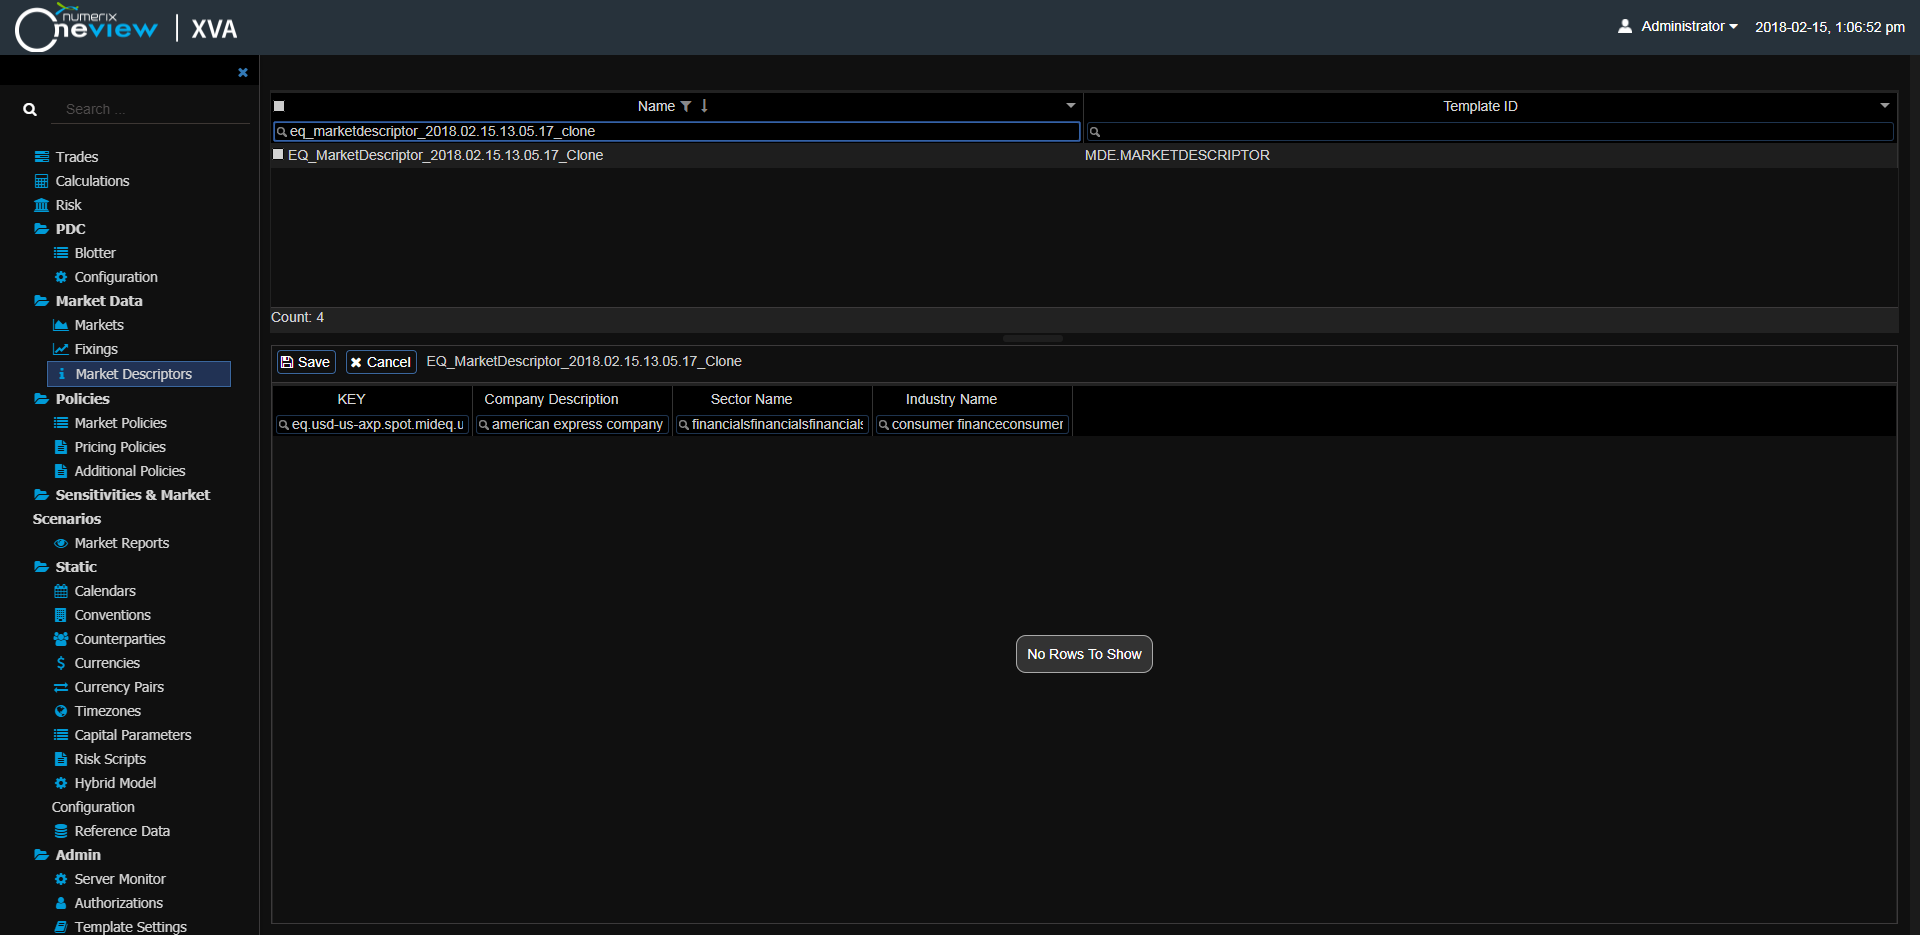 numerix
Oneview | XVA
Administrator
2018-02-15, 1:06:52 pm
Search ...
Trades
Calculations
Risk
PDC
Blotter
Configuration
Market Data
Markets
Fixings
Market Descriptors
Policies
Market Policies
Pricing Policies
Additional Policies
Sensitivities & Market
Scenarios
Market Reports
Static
Calendars
Conventions
Counterparties
Currencies
Currency Pairs
Timezones
Capital Parameters
Risk Scripts
Hybrid Model
Configuration
Reference Data
Admin
Server Monitor
Authorizations
Template Settings
Name Template ID
eq_marketdescriptor_2018.02.15.13.05.17_clone
EQ_MarketDescriptor_2018.02.15.13.05.17_Clone MDE.MARKETDESCRIPTOR
Count: 4
Save Cancel EQ_MarketDescriptor_2018.02.15.13.05.17_Clone
KEY Company Description Sector Name Industry Name
eq.usd-us-axp.spot.mideq.u american express company financialsfinancialsfinancials consumer financeconsumer
No Rows To Show